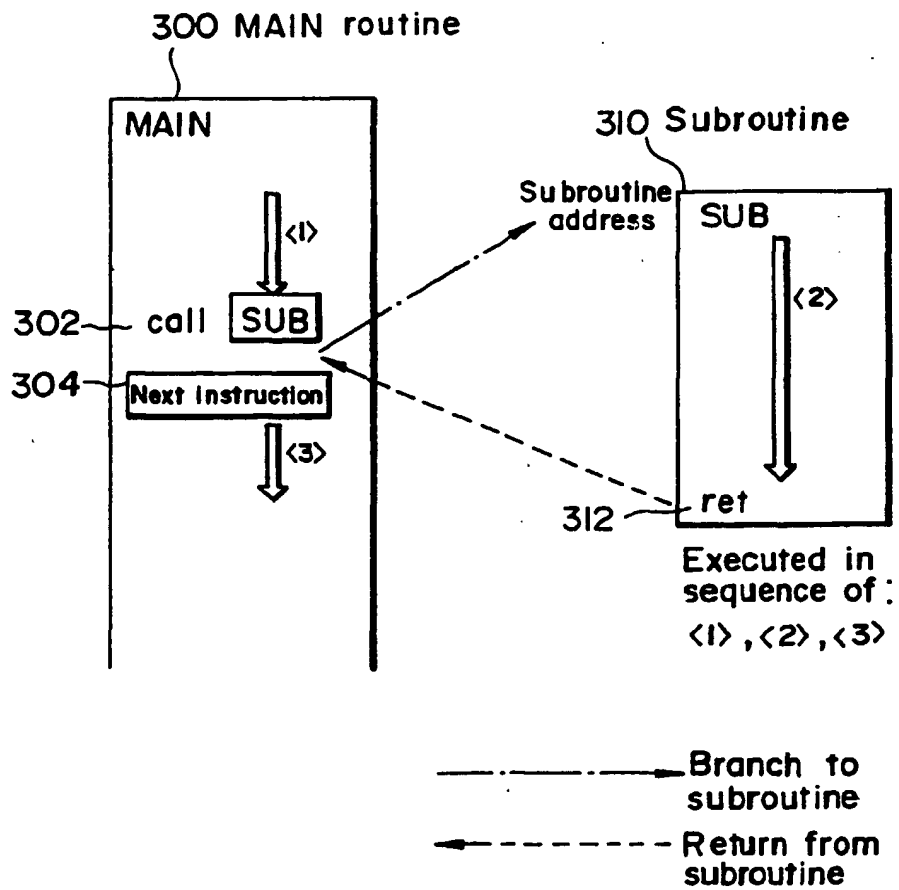 300 MAIN routine
MAIN
310 Subroutine
Subroutine
address
SUB
<1>
<2>
302 call SUB
304 Next instruction
<3>
312 ret
Executed in
sequence of :
<1>, <2>, <3>
Branch to
subroutine
Return from
subroutine